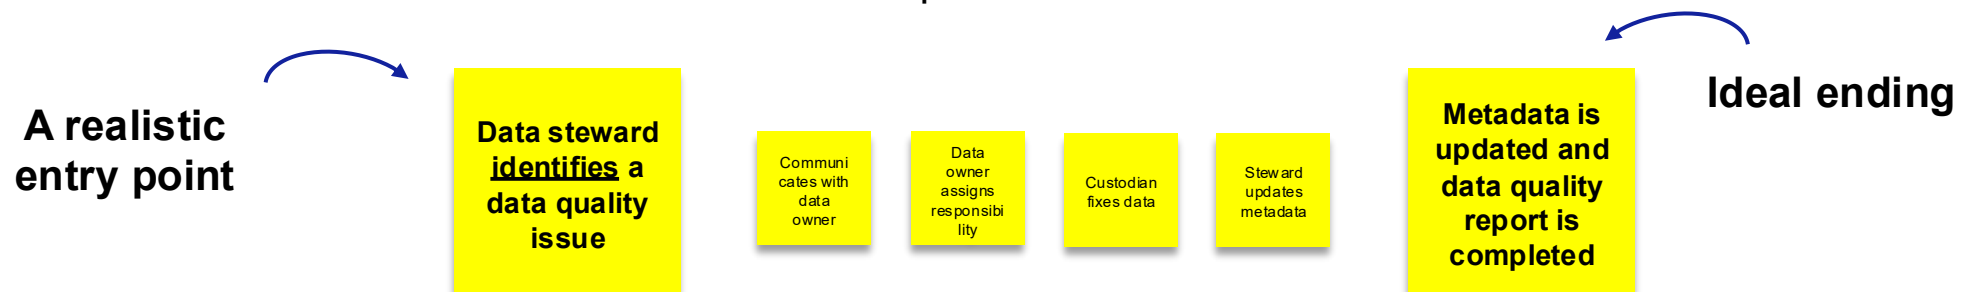 A realistic
entry point
Data steward
identifies a
data quality
issue
Communi
cates with
data
owner
Data
owner
assigns
responsibi
lity
Custodian
fixes data
Steward
updates
metadata
Metadata is
updated and
data quality
report is
completed
Ideal ending